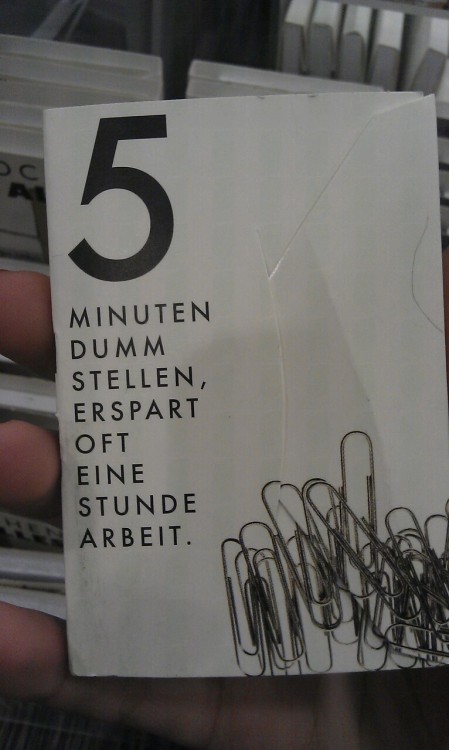 5
MINUTEN
DUMM
STELLEN,
ERSPART
OFT
EINE
STUNDE
ARBEIT.